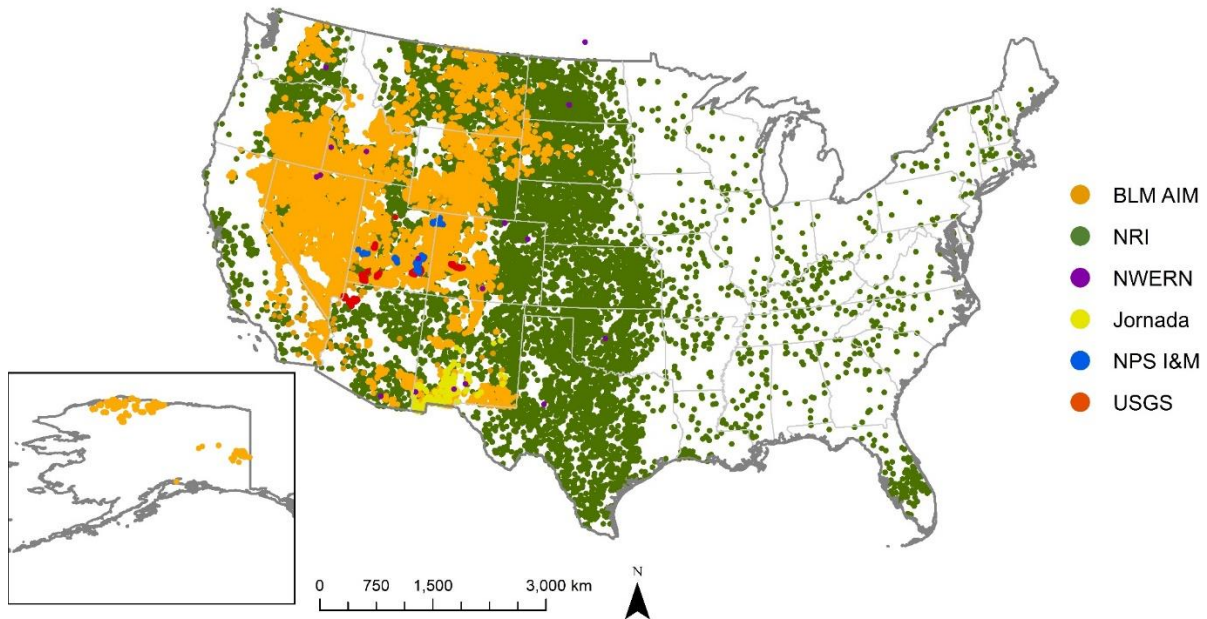 BLM AIM
NRI
NWERN
Jornada
NPS I&M
USGS
0 750 1,500 3,000 km
N